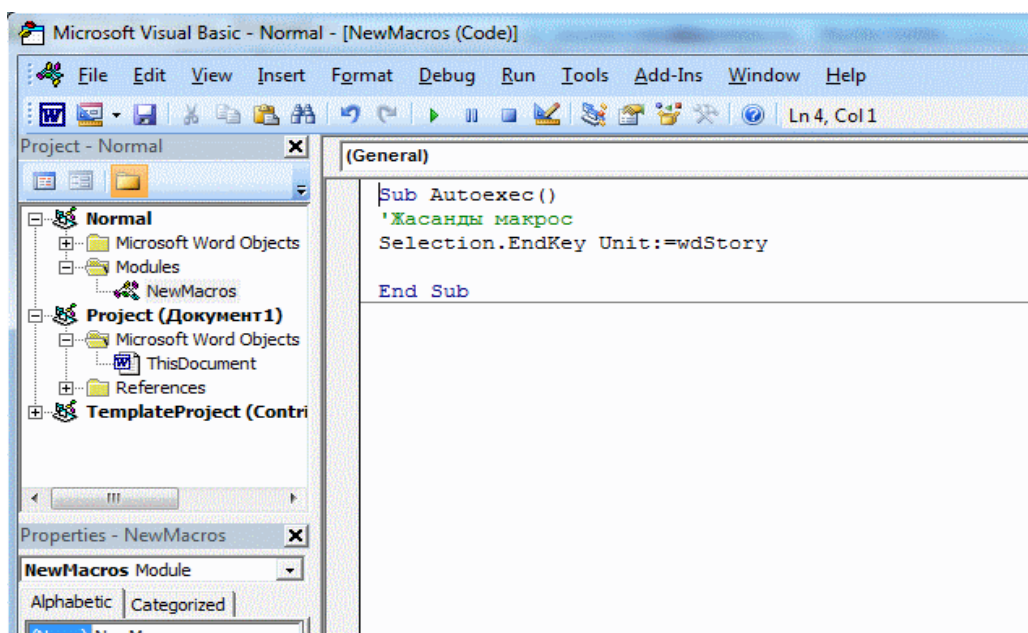 Microsoft Visual Basic - Normal - [NewMacros (Code)]
File Edit View Insert Format Debug Run Tools Add-Ins Window Help
Ln 4, Col 1
Project - Normal
(General)
Normal
Microsoft Word Objects
Modules
NewMacros
Project (Документ1)
Microsoft Word Objects
ThisDocument
References
TemplateProject (Contri
Sub Autoexec()
'Жасанды макрос
Selection.EndKey Unit:=wdStory
End Sub
Properties - NewMacros
NewMacros Module
Alphabetic Categorized